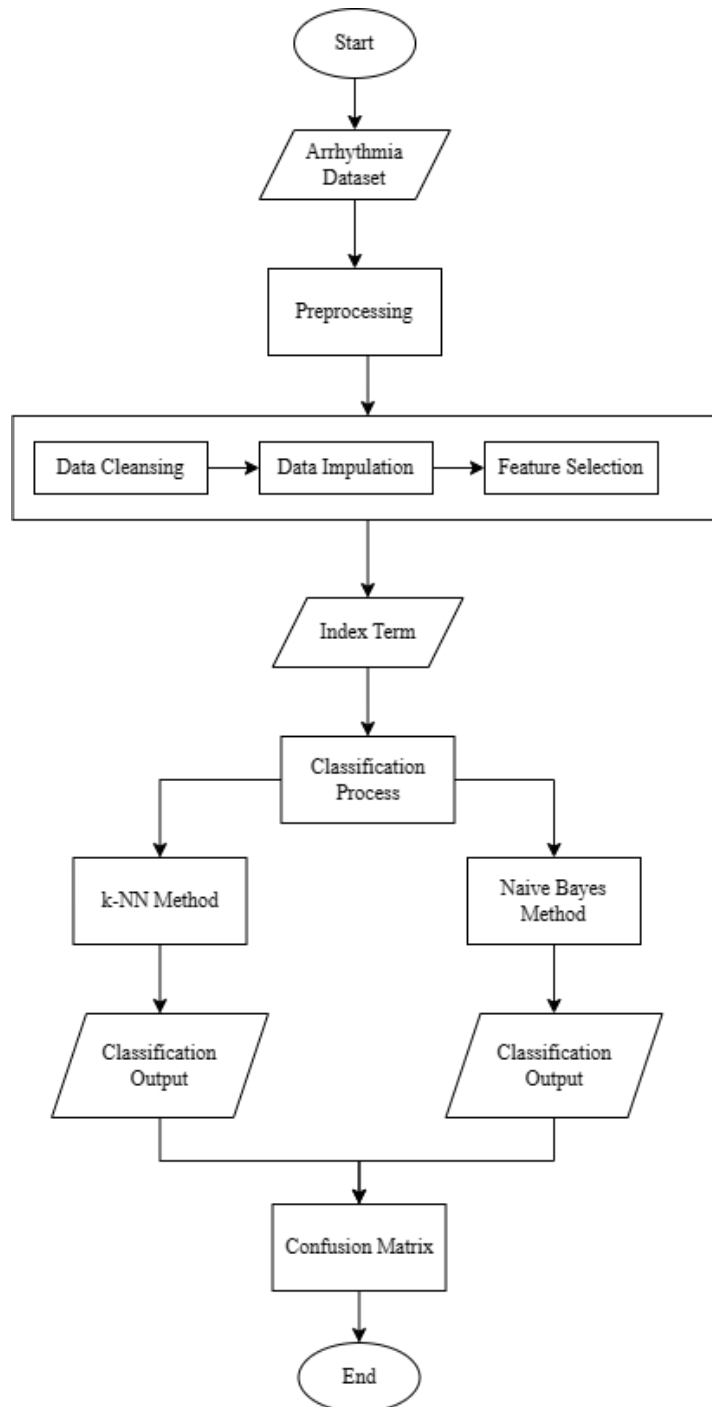 Start
Arrhythmia
Dataset
Preprocessing
Data Cleansing
Data Impulation
Feature Selection
Index Term
Classification
Process
k-NN Method
Naive Bayes
Method
Classification
Output
Classification
Output
Confusion Matrix
End